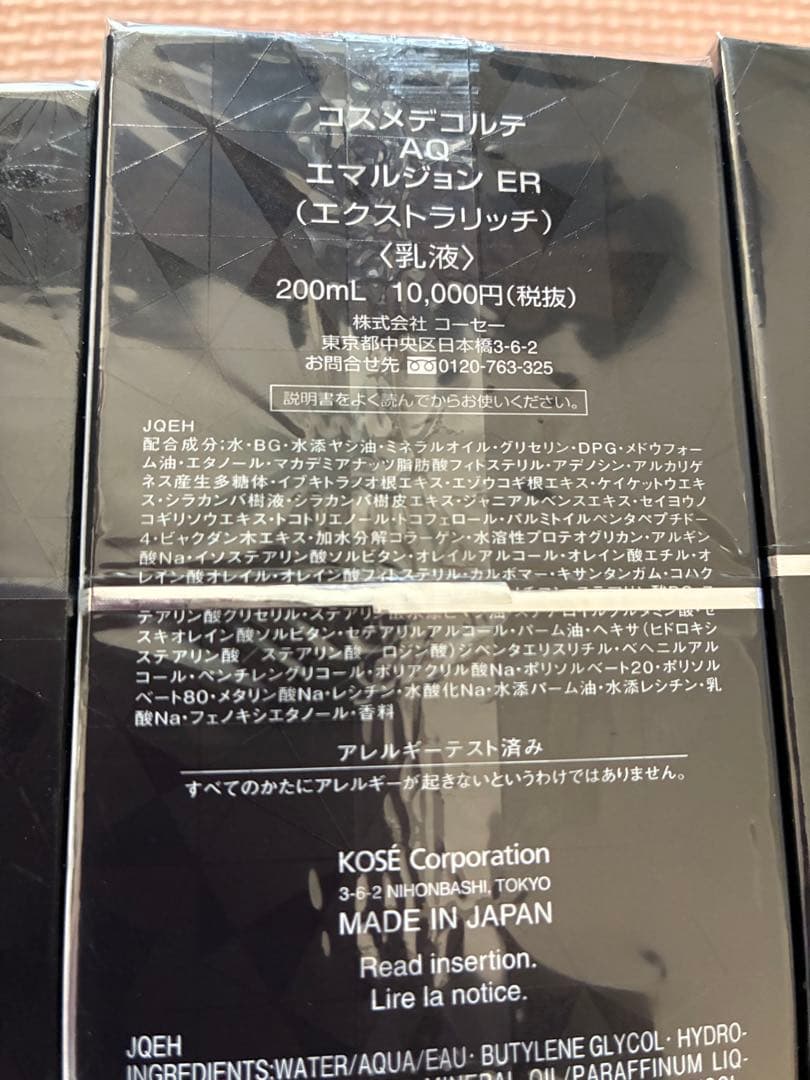 コスメデコルテ
AQ
エマルジョン ER
(エクストラリッチ)
〈乳液〉
200mL 10,000円(税抜)
株式会社 コーセー
東京都中央区日本橋3-6-2
お問合せ先 0120-763-325
説明書をよく読んでからお使いください。
JQEH
配合成分;水・BG・水添ヤシ油・ミネラルオイル・グリセリン・DPG・メドウフォー
ム油・エタノール・マカデミアナッツ脂肪酸フィトステリル・アデノシン・アルカリゲ
ネス産生多糖体・イブキトラノオ根エキス・エゾウコギ根エキス・ケイケットウエキ
ス・シラカンバ樹液・シラカンバ樹皮エキス・ジャニアルベンスエキス・セイヨウノ
コギリソウエキス・トコトリエノール・トコフェロール・パルミトイルペンタペプチド-
4・ビャクダン木エキス・加水分解コラーゲン・水溶性プロテオグリカン・アルギン
酸Na・イソステアリン酸ソルビタン・オレイルアルコール・オレイン酸エチル・オ
レイン酸オレイル・オレイン酸フィトステリル・カルボマー・キサンタンガム・コハク
テアリン酸グリセリル・ステアリン
スキオレイン酸ソルビタン・セテアリルアルコール・パーム油・ヘキサ(ヒドロキシ
ステアリン酸 ステアリン酸 ロジン酸)ジペンタエリスリチル・ベヘニルアル
コール・ペンチレングリコール・ポリアクリル酸Na・ポリソルベート20・ポリソル
ベート80・メタリン酸Na・レシチン・水酸化Na・水添パーム油・水添レシチン・乳
酸Na・フェノキシエタノール・香料
アレルギーテスト済み
すべてのかたにアレルギーが起きないというわけではありません。
KOSÉ Corporation
3-6-2 NIHONBASHI, TOKYO
MADE IN JAPAN
Read insertion.
Lire la notice.
JQEH
INGREDIENTS:WATER/AQUA/EAU・BUTYLENE GLYCOL・HYDRO-
MINERAL OIL/PARAFFINUM LIQ-